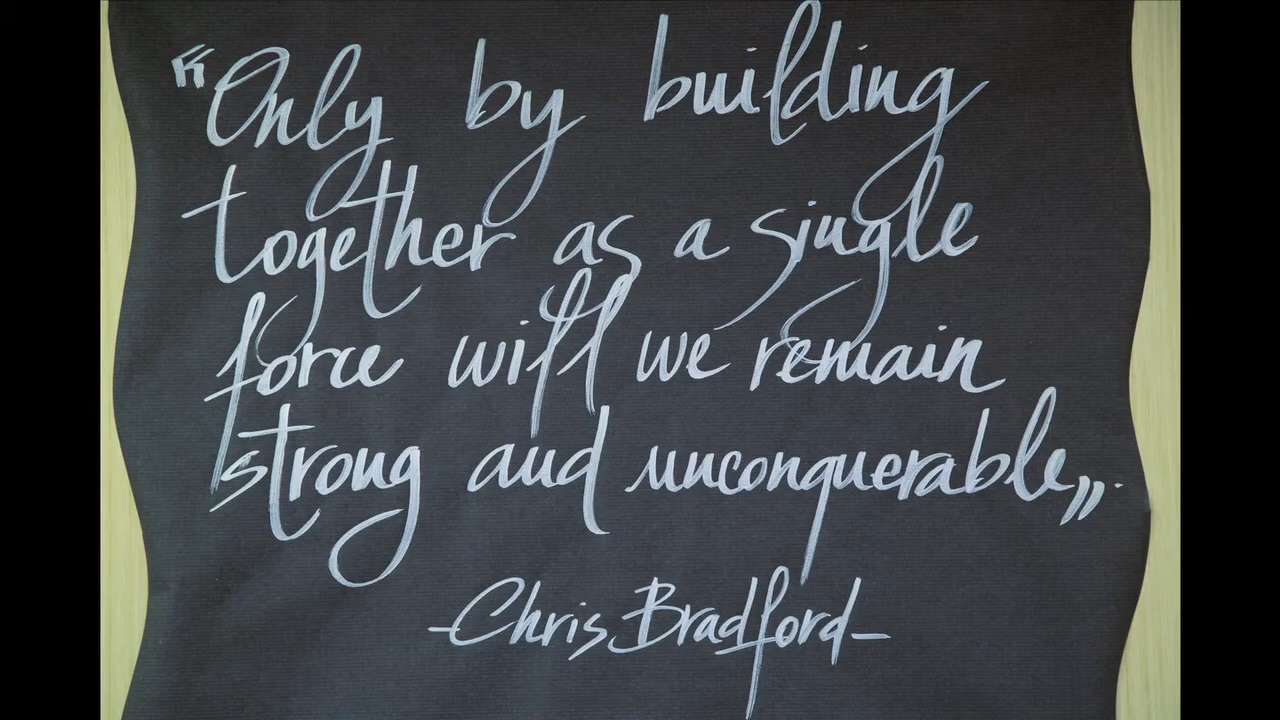 “Only by building
together as a single
force will we remain
strong and unconquerable„.
-Chris Bradford-